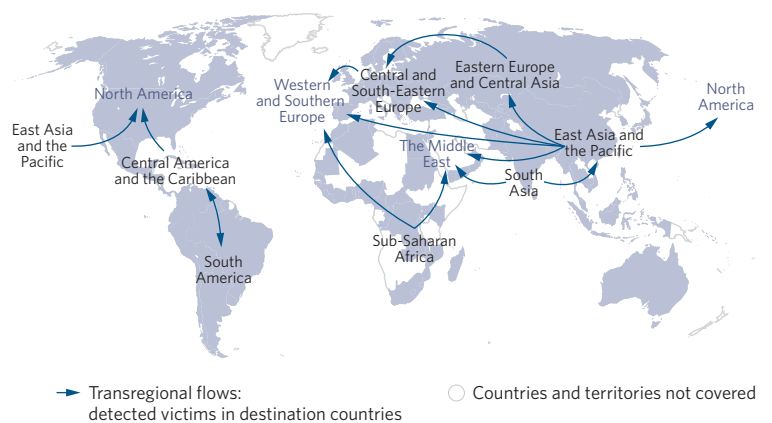 North America
East Asia
and the
Pacific
Central America
and the Caribbean
South
America
Western
and Southern
Europe
Central and
South-Eastern
Europe
Eastern Europe
and Central Asia
The Middle
East
South
Asia
East Asia and
the Pacific
North
America
Sub-Saharan
Africa
Transregional flows:
detected victims in destination countries
Countries and territories not covered